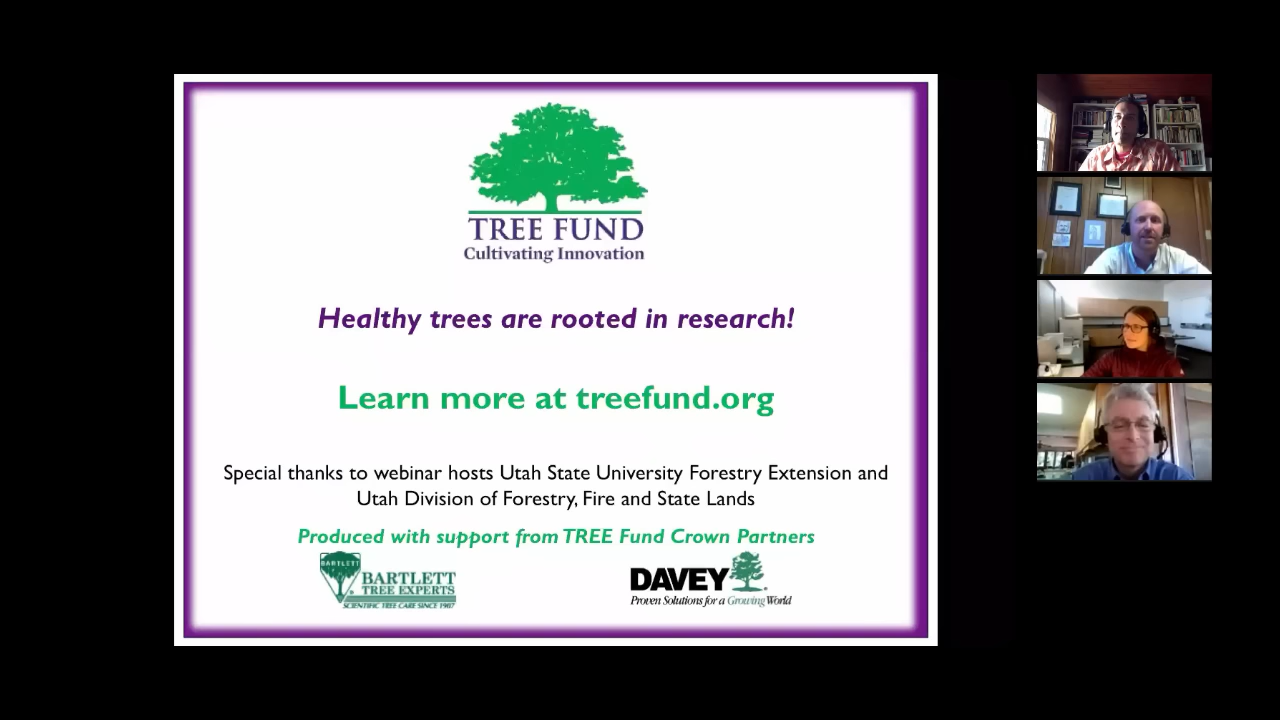 TREE FUND
Cultivating Innovation
Healthy trees are rooted in research!
Learn more at treefund.org
Special thanks to webinar hosts Utah State University Forestry Extension and
Utah Division of Forestry, Fire and State Lands
Produced with support from TREE Fund Crown Partners
BARTLETT
BARTLETT
TREE EXPERTS
SCIENTIFIC TREE CARE SINCE 1907
DAVEY
Proven Solutions for a Growing World